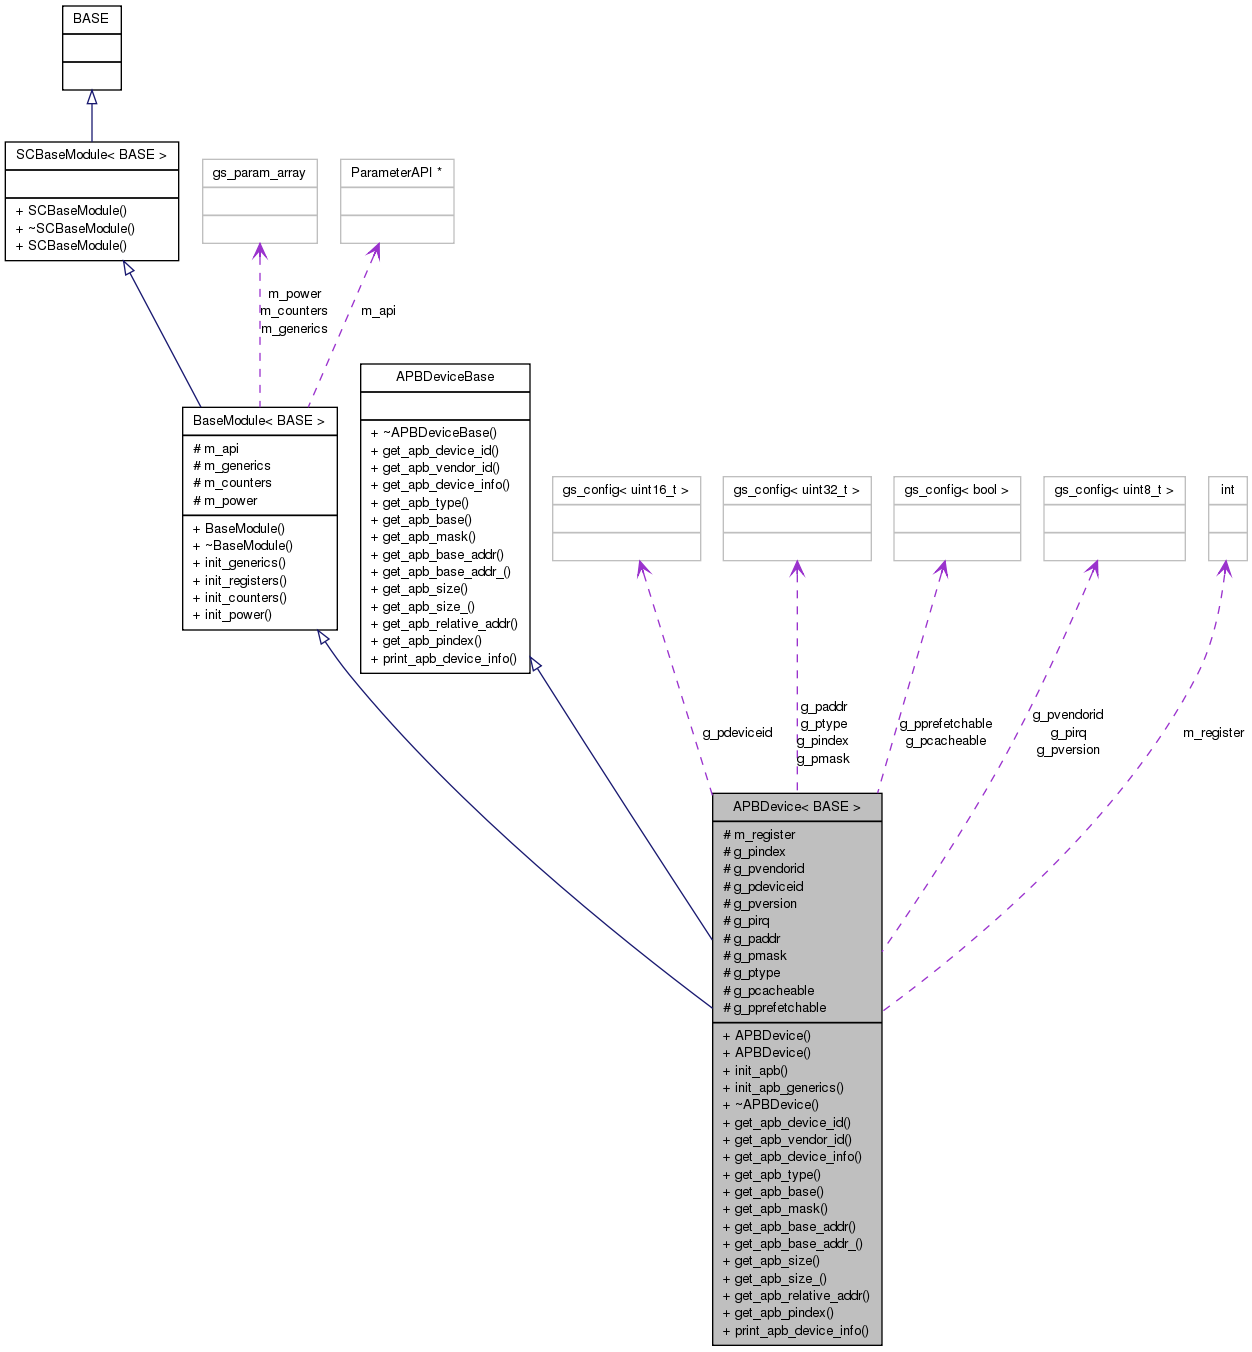 BASE
SCBaseModule< BASE >
+ SCBaseModule()
+ ~SCBaseModule()
+ SCBaseModule()
gs_param_array
ParameterAPI *
m_power
m_counters
m_generics
m_api
BaseModule< BASE >
# m_api
# m_generics
# m_counters
# m_power
+ BaseModule()
+ ~BaseModule()
+ init_generics()
+ init_registers()
+ init_counters()
+ init_power()
APBDeviceBase
+ ~APBDeviceBase()
+ get_apb_device_id()
+ get_apb_vendor_id()
+ get_apb_device_info()
+ get_apb_type()
+ get_apb_base()
+ get_apb_mask()
+ get_apb_base_addr()
+ get_apb_base_addr_()
+ get_apb_size()
+ get_apb_size_()
+ get_apb_relative_addr()
+ get_apb_pindex()
+ print_apb_device_info()
gs_config< uint16_t >
gs_config< uint32_t >
gs_config< bool >
gs_config< uint8_t >
int
g_pdeviceid
g_paddr
g_ptype
g_pindex
g_pmask
g_pprefetchable
g_pcacheable
g_pvendorid
g_pirq
g_pversion
m_register
APBDevice< BASE >
# m_register
# g_pindex
# g_pvendorid
# g_pdeviceid
# g_pversion
# g_pirq
# g_paddr
# g_pmask
# g_ptype
# g_pcacheable
# g_pprefetchable
+ APBDevice()
+ APBDevice()
+ init_apb()
+ init_apb_generics()
+ ~APBDevice()
+ get_apb_device_id()
+ get_apb_vendor_id()
+ get_apb_device_info()
+ get_apb_type()
+ get_apb_base()
+ get_apb_mask()
+ get_apb_base_addr()
+ get_apb_base_addr_()
+ get_apb_size()
+ get_apb_size_()
+ get_apb_relative_addr()
+ get_apb_pindex()
+ print_apb_device_info()